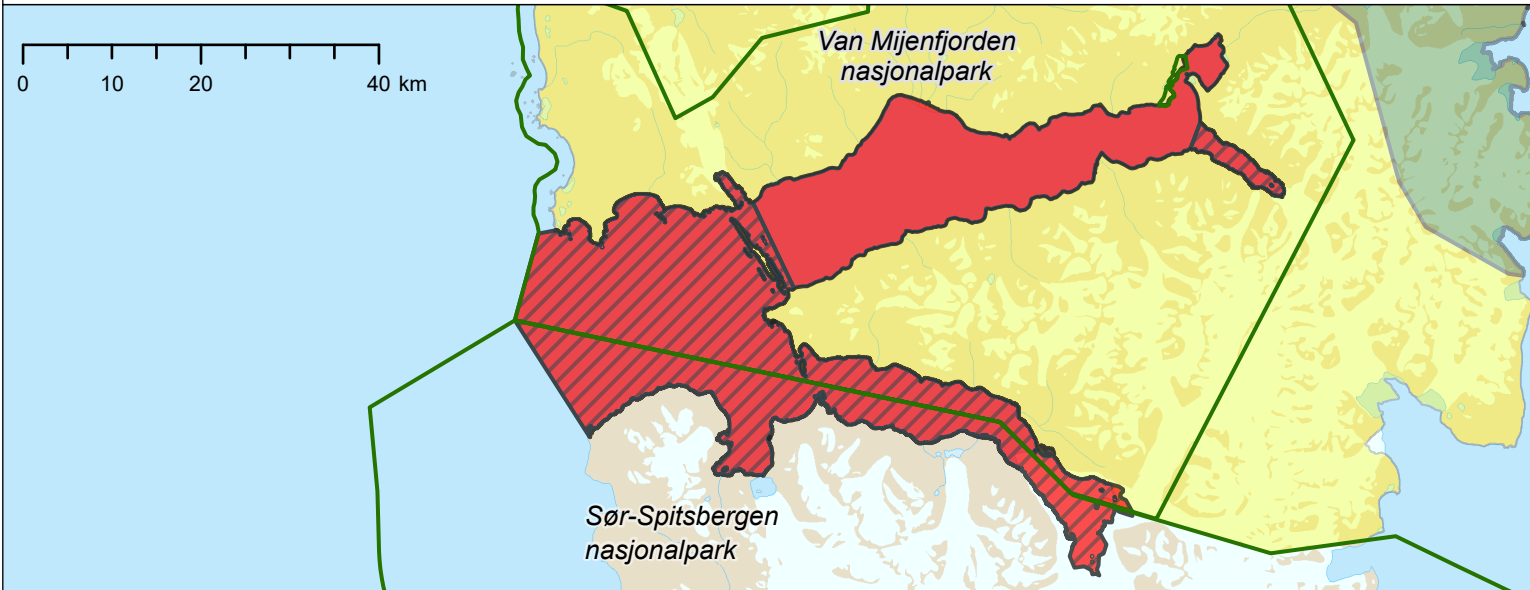 Van Mijenfjorden
nasjonalpark
0 10 20 40 km
Sør-Spitsbergen
nasjonalpark